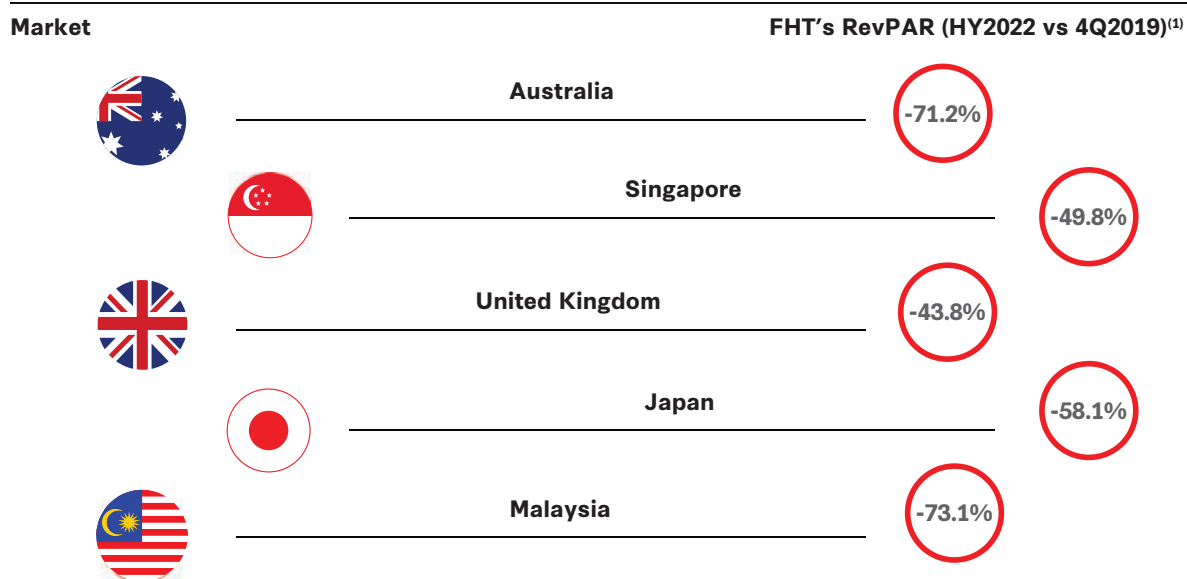 Market FHT's RevPAR (HY2022 vs 4Q2019)(1)
Australia -71.2%
Singapore -49.8%
United Kingdom -43.8%
Japan -58.1%
Malaysia -73.1%